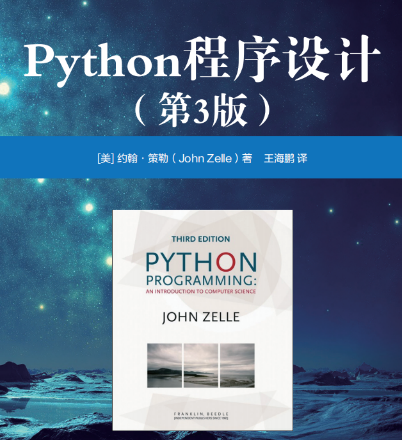 Python程序设计
（第3版）
[美] 约翰·策勒（John Zelle）著 王海鹏 译
THIRD EDITION
PYTHON
PROGRAMMING:
AN INTRODUCTION TO COMPUTER SCIENCE
JOHN ZELLE
FRANKLIN, BEEDLE